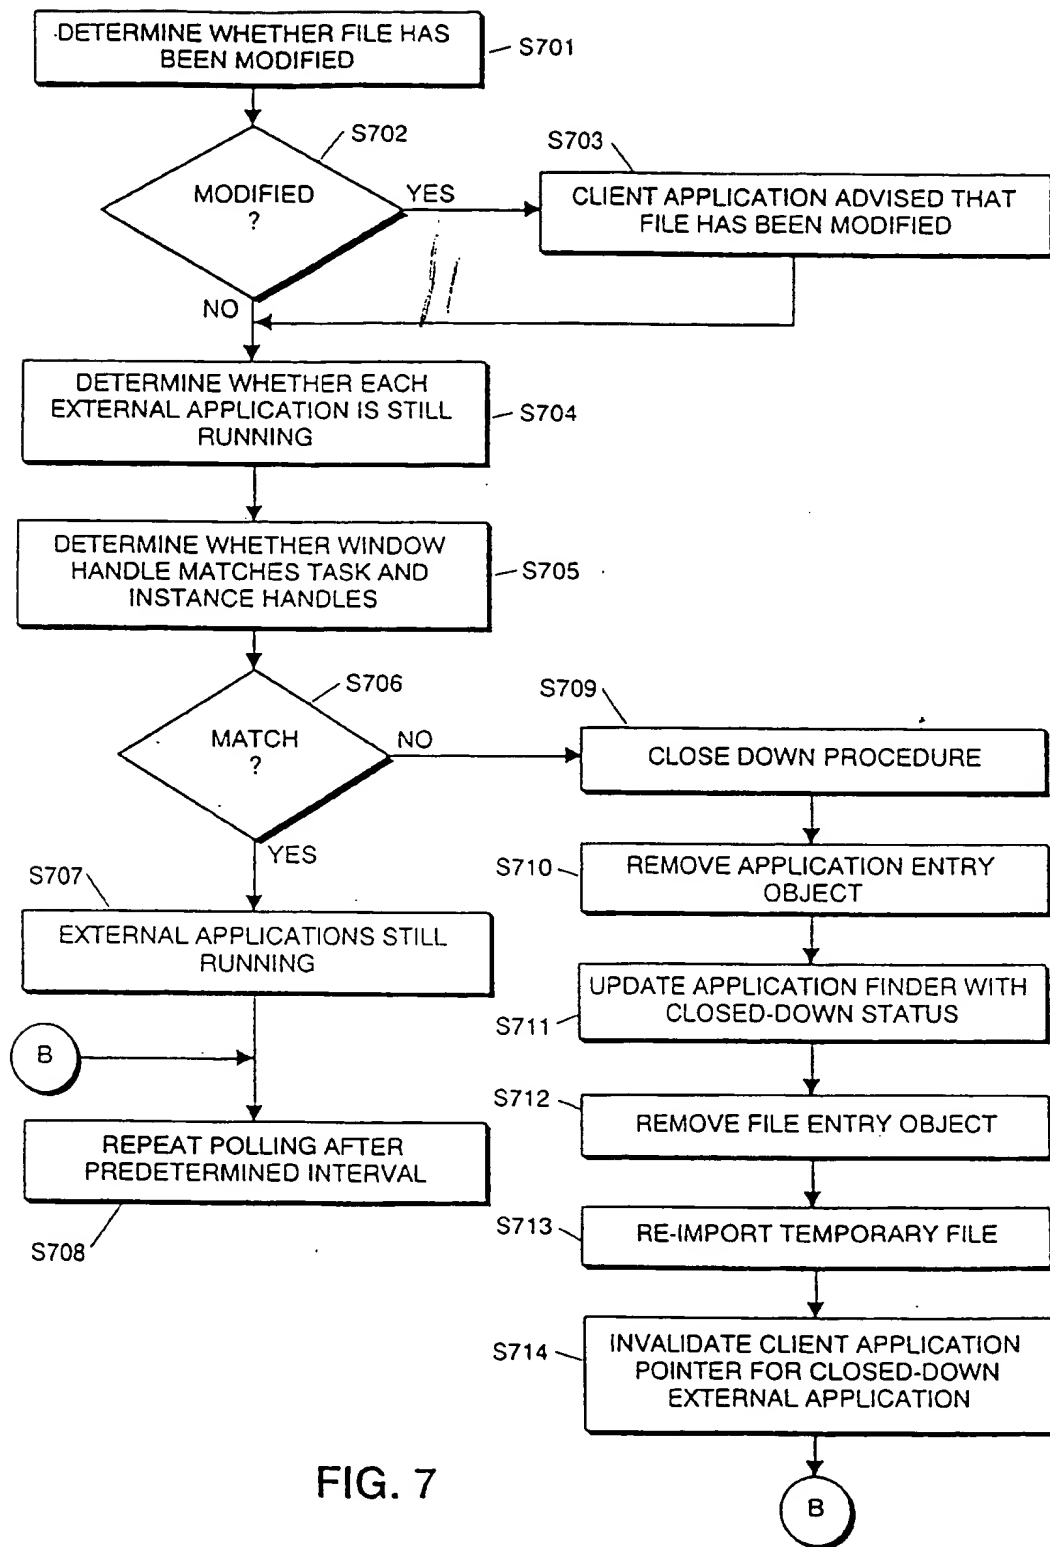 DETERMINE WHETHER FILE HAS
BEEN MODIFIED
S701
S702
MODIFIED
?
YES
NO
S703
CLIENT APPLICATION ADVISED THAT
FILE HAS BEEN MODIFIED
DETERMINE WHETHER EACH
EXTERNAL APPLICATION IS STILL
RUNNING
S704
DETERMINE WHETHER WINDOW
HANDLE MATCHES TASK AND
INSTANCE HANDLES
S705
S706
MATCH
?
NO
YES
S707
EXTERNAL APPLICATIONS STILL
RUNNING
B
REPEAT POLLING AFTER
PREDETERMINED INTERVAL
S708
S709
CLOSE DOWN PROCEDURE
S710
REMOVE APPLICATION ENTRY
OBJECT
UPDATE APPLICATION FINDER WITH
CLOSED-DOWN STATUS
S711
S712
REMOVE FILE ENTRY OBJECT
S713
RE-IMPORT TEMPORARY FILE
S714
INVALIDATE CLIENT APPLICATION
POINTER FOR CLOSED-DOWN
EXTERNAL APPLICATION
B
FIG. 7